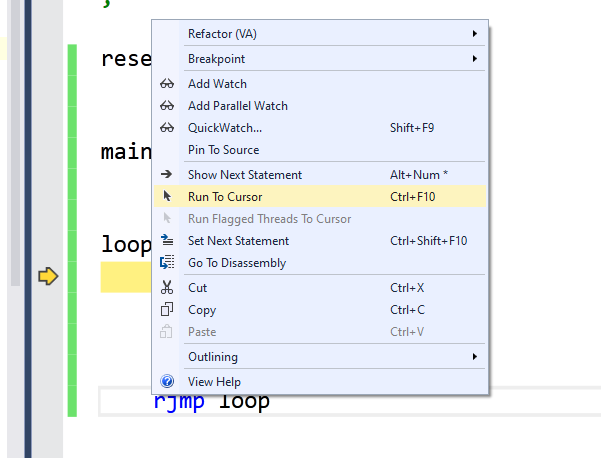 ;
Refactor (VA)
rese
Breakpoint
Add Watch
Add Parallel Watch
QuickWatch... Shift+F9
main
Pin To Source
Show Next Statement Alt+Num *
Run To Cursor Ctrl+F10
Run Flagged Threads To Cursor
loop
Set Next Statement Ctrl+Shift+F10
Go To Disassembly
Cut Ctrl+X
Copy Ctrl+C
Paste Ctrl+V
Outlining
View Help
rjmp loop